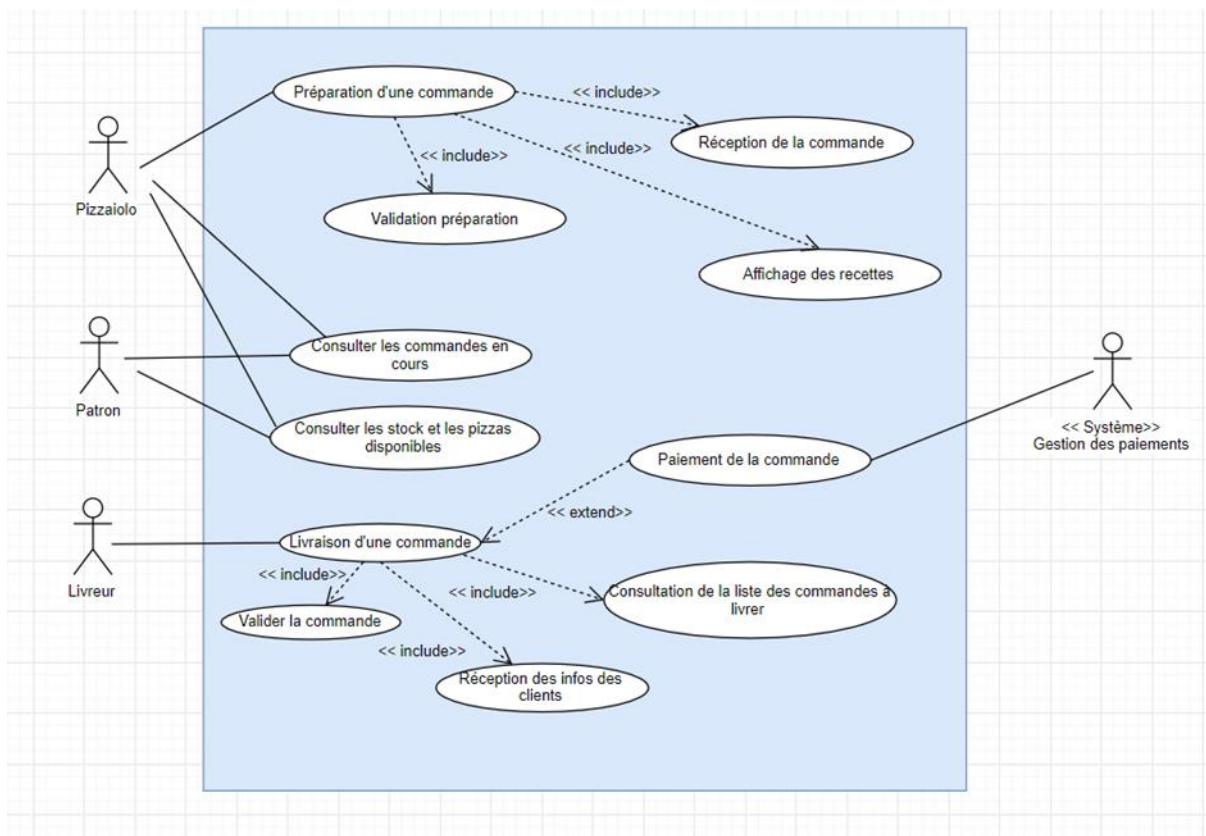 Préparation d'une commande
<< include>>
Réception de la commande
<< include>>
<< include>>
Pizzaiolo
Validation préparation
Affichage des recettes
Consulter les commandes en
cours
Patron
Consulter les stock et les pizzas
disponibles
<< Système>>
Gestion des paiements
Paiement de la commande
<< extend>>
Livraison d'une commande
Livreur
<< include>>
<< include>>
Consultation de la liste des commandes à
livrer
Valider la commande
<< include>>
Réception des infos des
clients